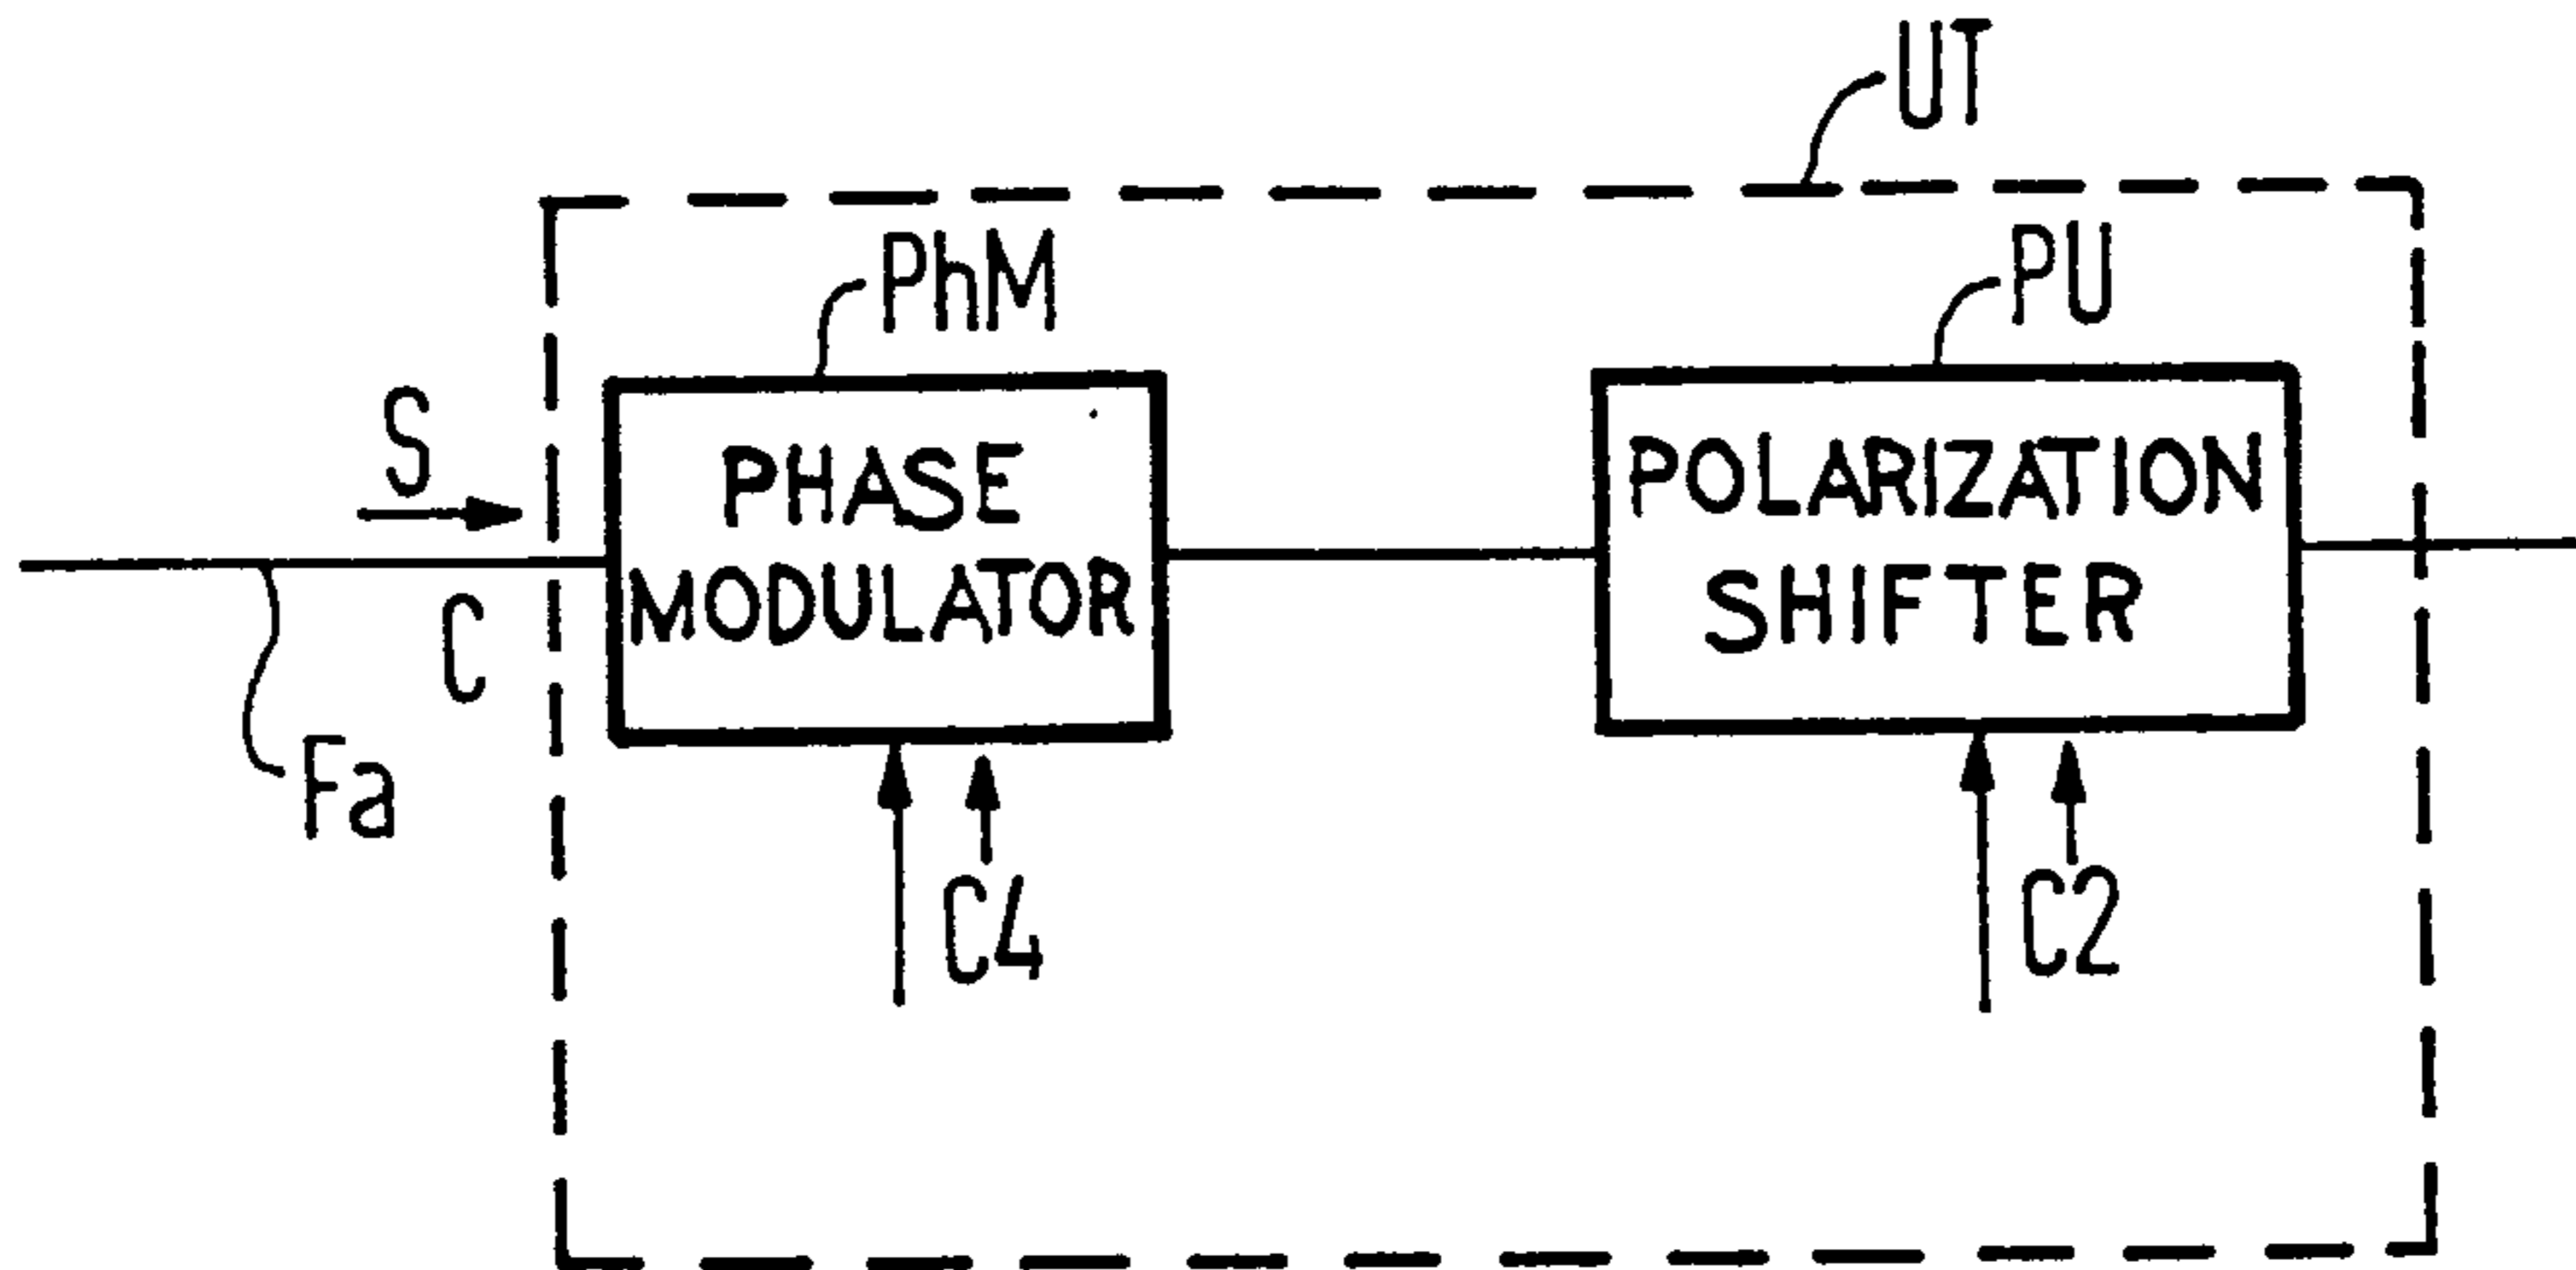 UT
PhM
PU
S
PHASE
MODULATOR
POLARIZATION
SHIFTER
C
Fa
C4
C2